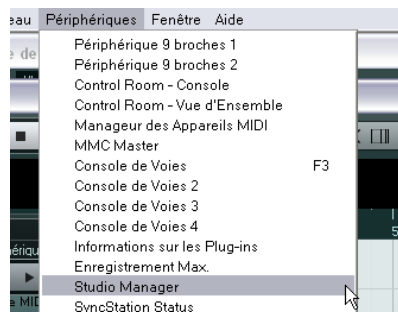 Périphériques Fenêtre Aide
Périphérique 9 broches 1
Périphérique 9 broches 2
Control Room - Console
Control Room - Vue d'Ensemble
Manageur des Appareils MIDI
MMC Master
Console de Voies F3
Console de Voies 2
Console de Voies 3
Console de Voies 4
Informations sur les Plug-ins
Enregistrement Max.
Studio Manager
SyncStation Status